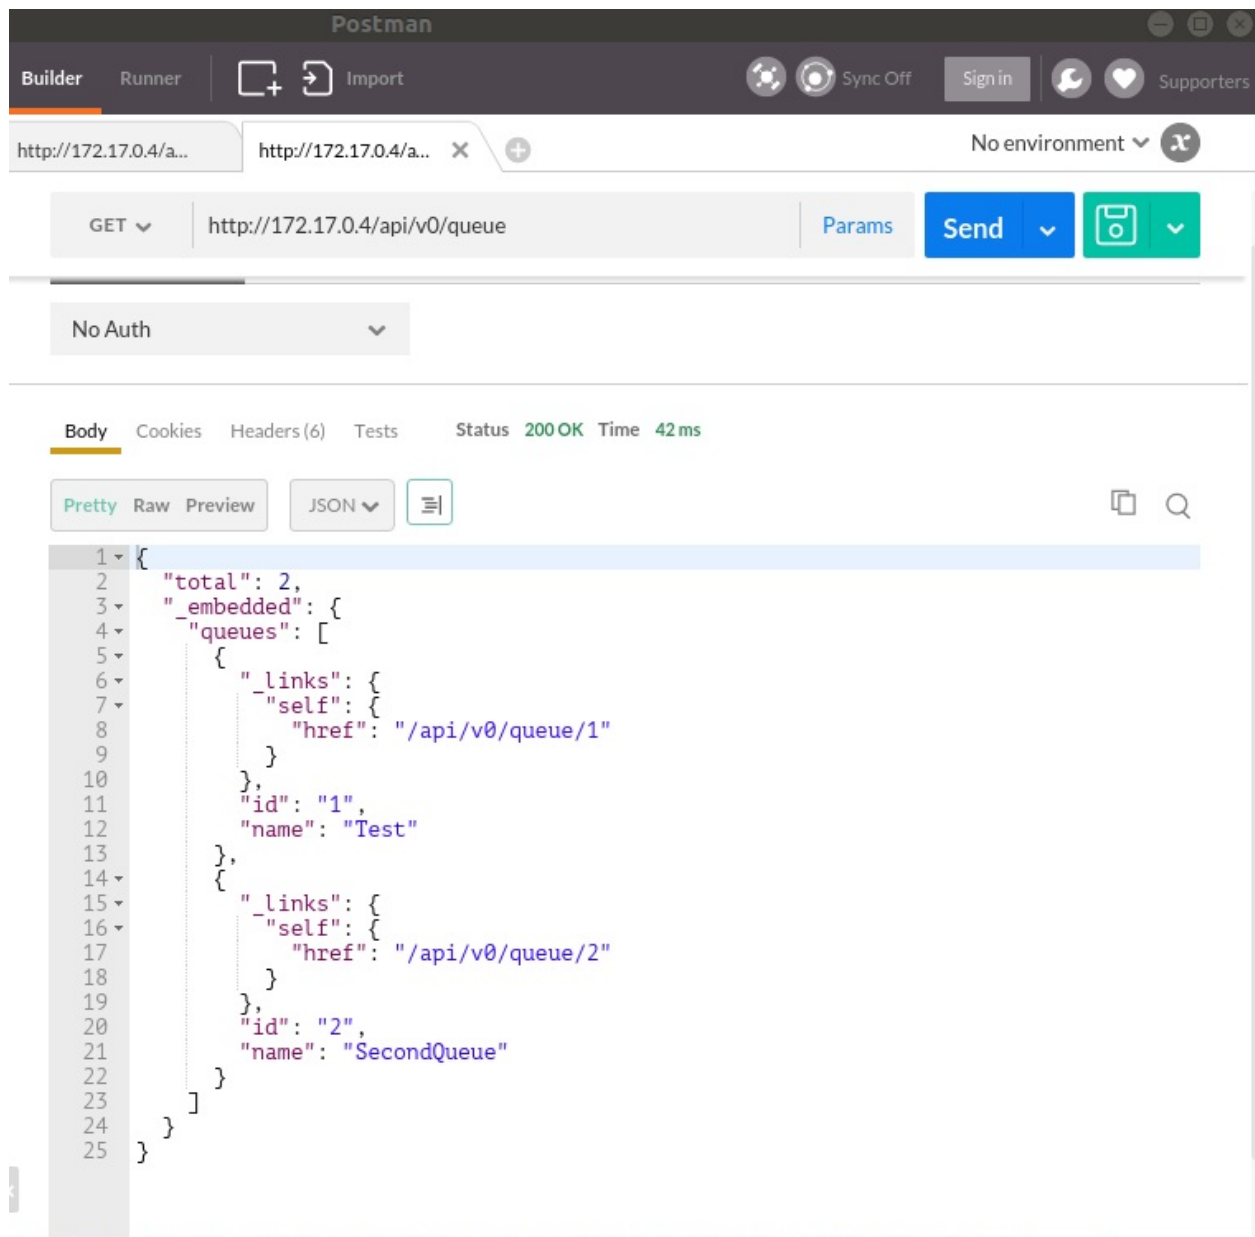 Postman
Builder Runner Import Sync Off Sign in Supporters
http://172.17.0.4/a... http://172.17.0.4/a... No environment
GET http://172.17.0.4/api/v0/queue Params Send
No Auth
Body Cookies Headers (6) Tests Status 200 OK Time 42 ms
Pretty Raw Preview JSON
1 {
2 "total": 2,
3 "_embedded": {
4 "queues": [
5 {
6 "_links": {
7 "self": {
8 "href": "/api/v0/queue/1"
9 }
10 },
11 "id": "1",
12 "name": "Test"
13 },
14 {
15 "_links": {
16 "self": {
17 "href": "/api/v0/queue/2"
18 }
19 },
20 "id": "2",
21 "name": "SecondQueue"
22 }
23 ]
24 }
25 }